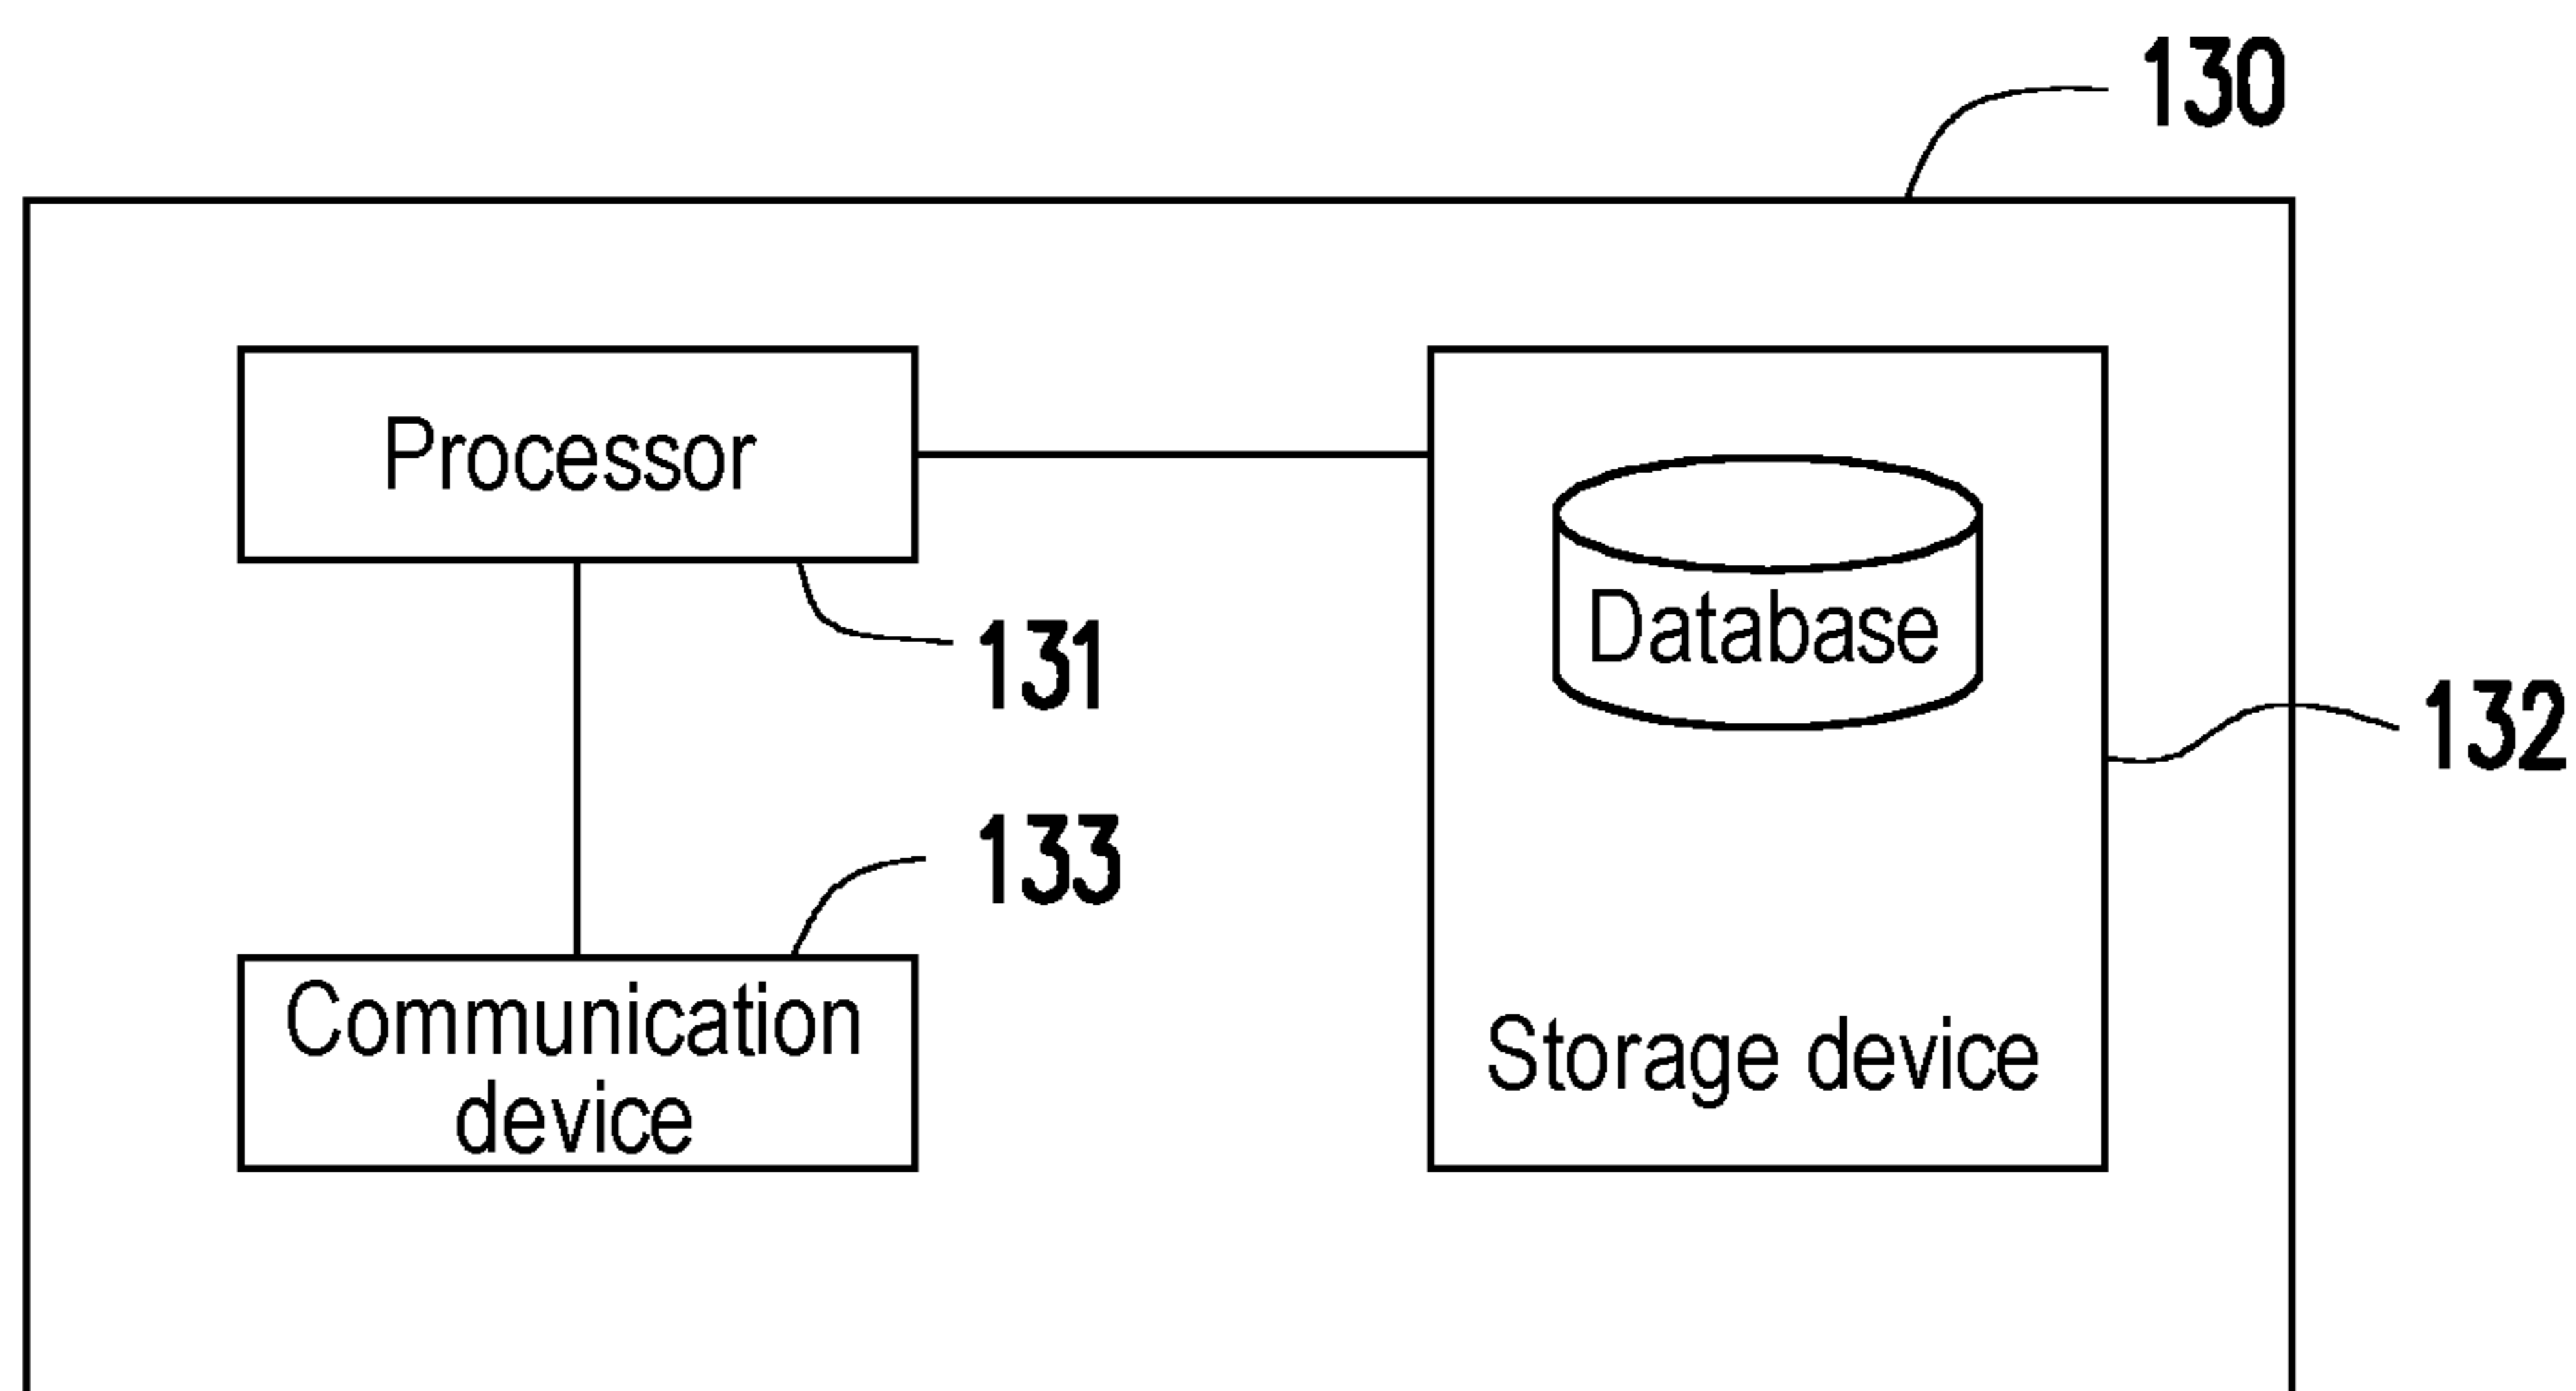 130
Processor
Database
131
132
133
Communication
device
Storage device